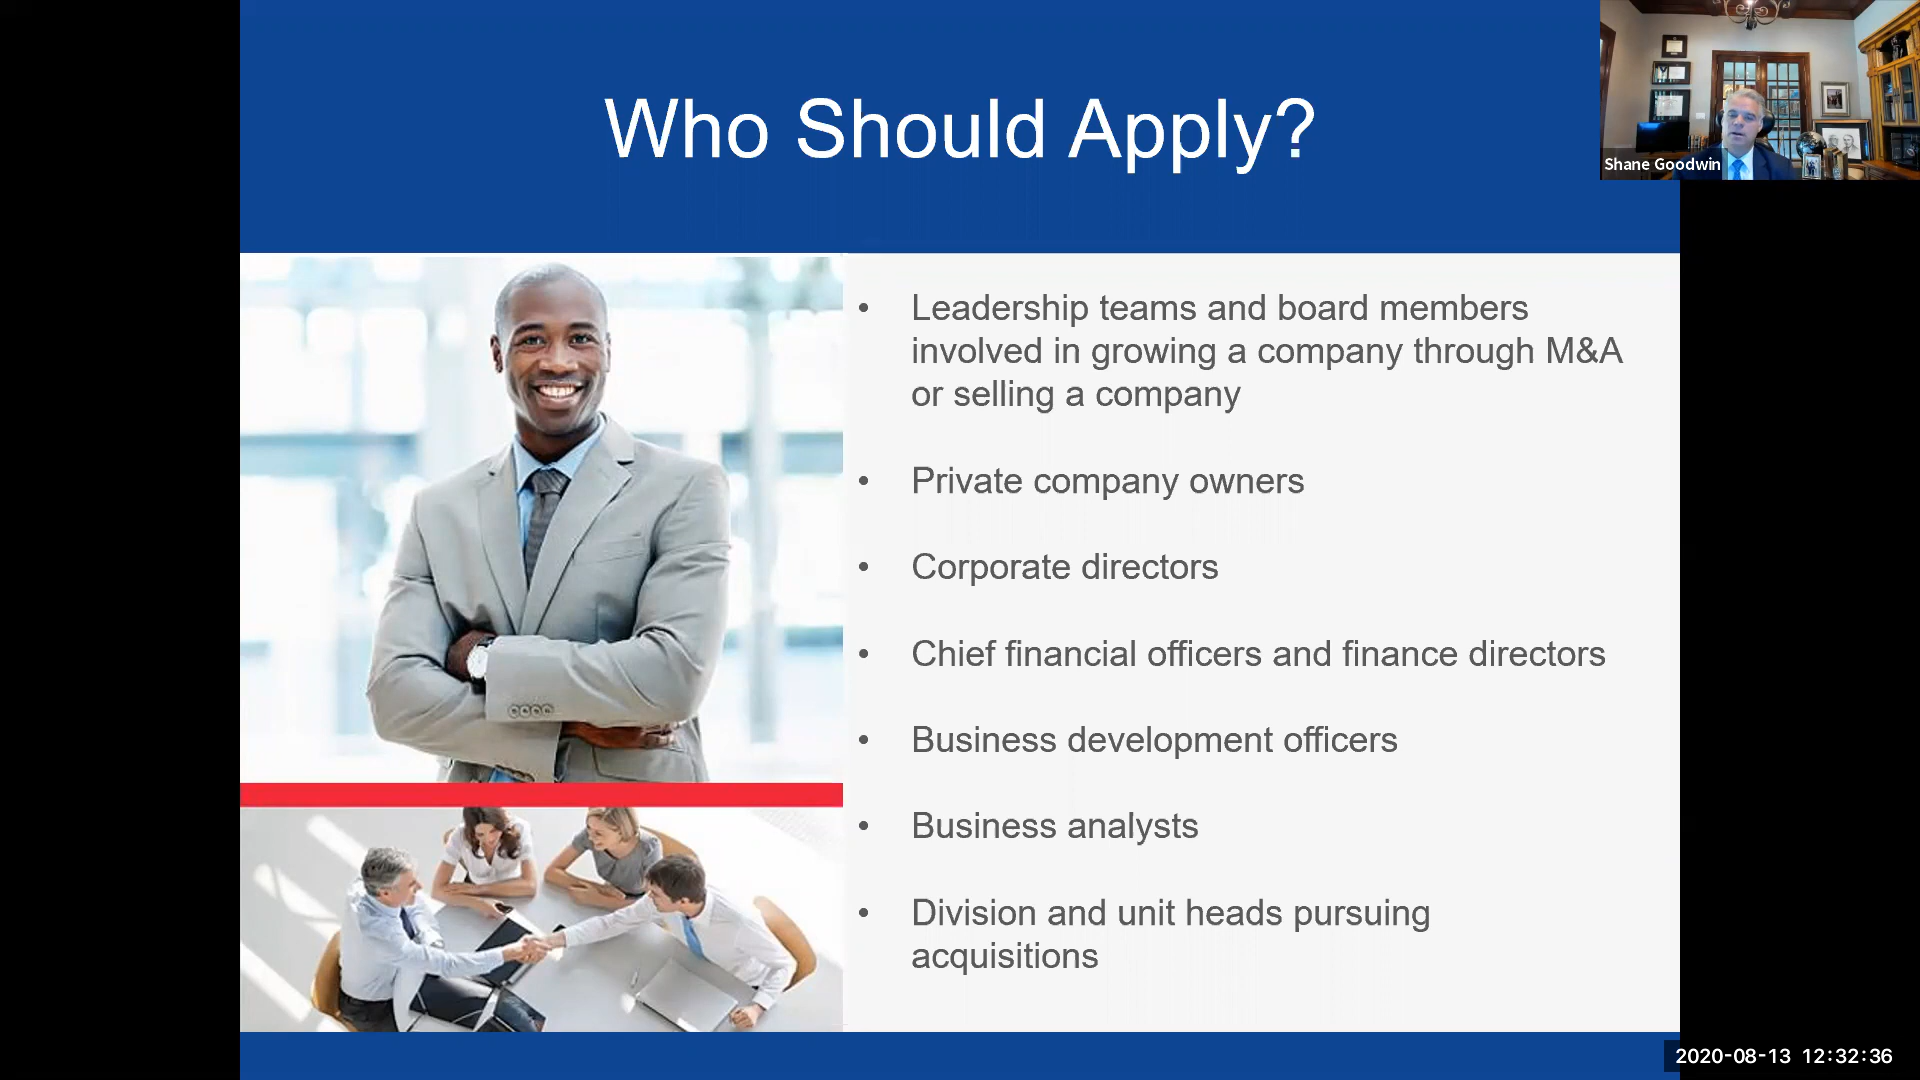 Who Should Apply?
Shane Goodwin
• Leadership teams and board members
involved in growing a company through M&A
or selling a company
• Private company owners
• Corporate directors
• Chief financial officers and finance directors
• Business development officers
• Business analysts
• Division and unit heads pursuing
acquisitions
2020-08-13 12:32:36